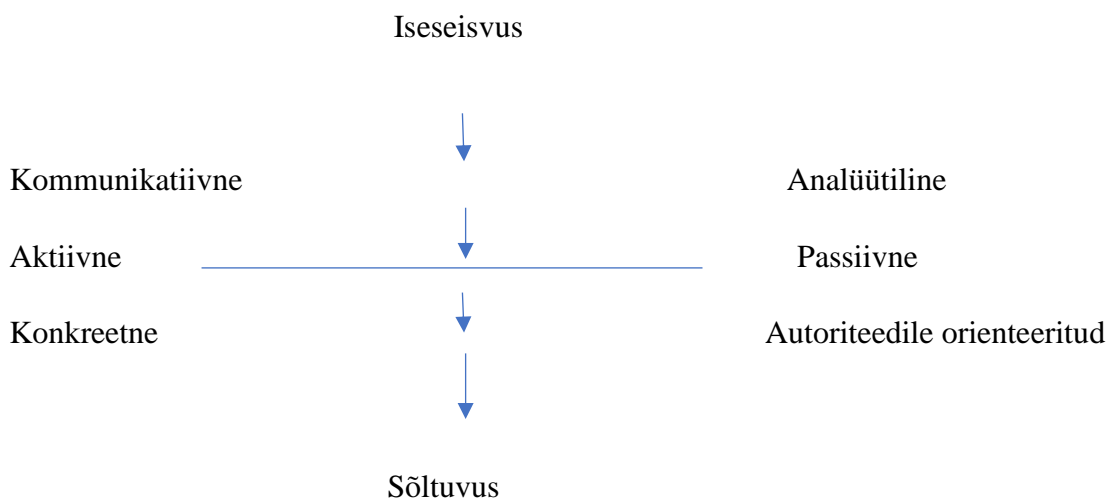 Iseseisvus
Kommunikatiivne Analüütiline
Aktiivne Passiivne
Konkreetne Autoriteedile orienteeritud
Sõltuvus